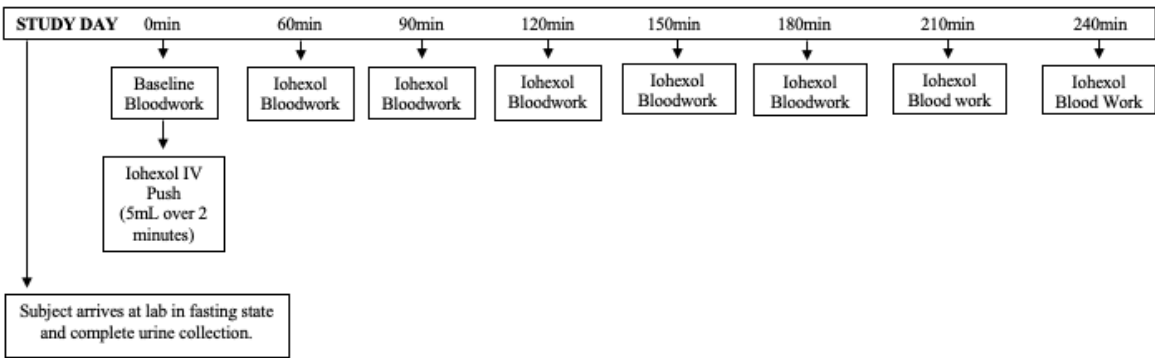 STUDY DAY 0min 60min 90min 120min 150min 180min 210min 240min
Baseline
Bloodwork
Iohexol
Bloodwork
Iohexol
Bloodwork
Iohexol
Bloodwork
Iohexol
Bloodwork
Iohexol
Bloodwork
Iohexol
Blood work
Iohexol
Blood Work
Iohexol IV
Push
(5mL over 2
minutes)
Subject arrives at lab in fasting state
and complete urine collection.